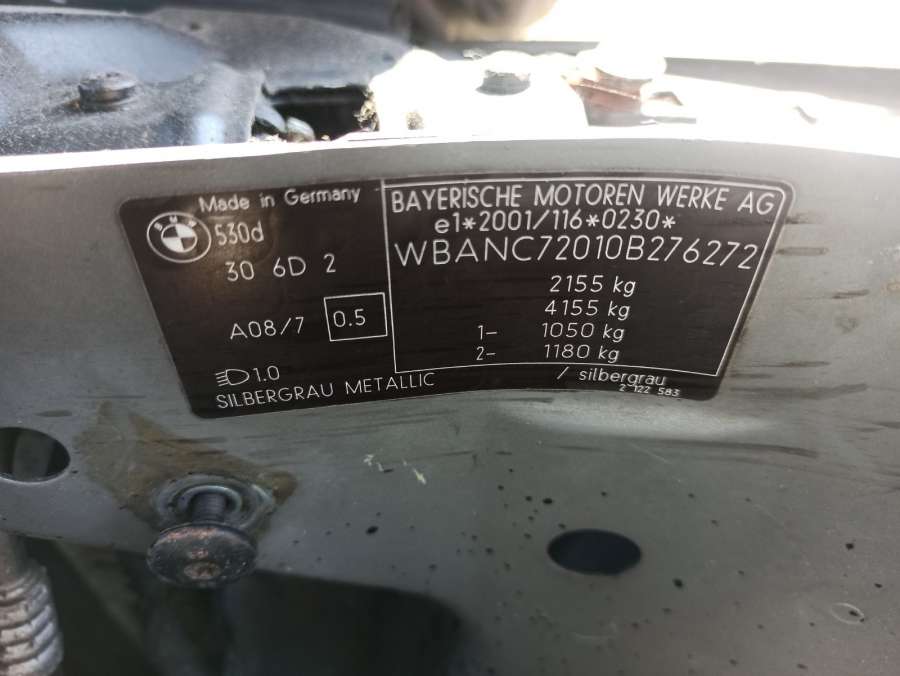 Made in Germany
BMW
530d
30 6D 2
A08/7 0.5
1.0
SILBERGRAU METALLIC
BAYERISCHE MOTOREN WERKE AG
e1*2001/116*0230*
WBANC72010B276272
2155 kg
4155 kg
1- 1050 kg
2- 1180 kg
/ silbergrau
2 122 583